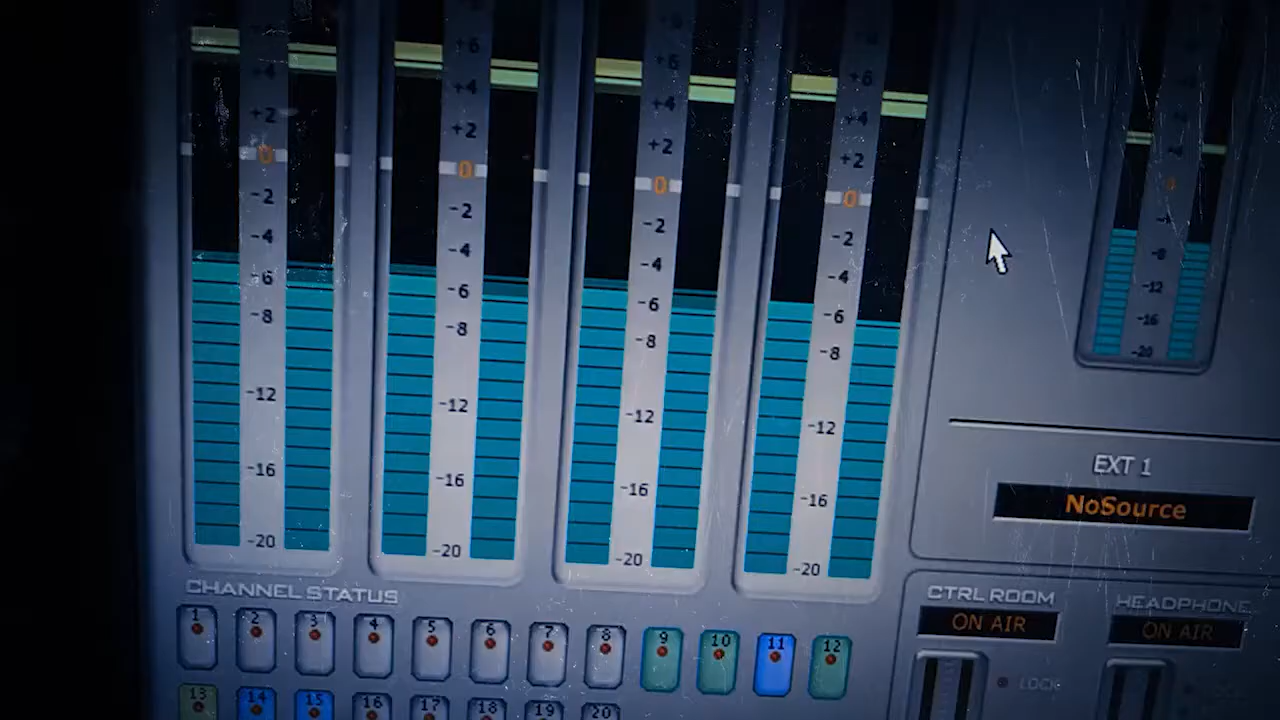 +6 +6 +6
+4 +4 +4 +4
+2 +2 +2 +2
0 0 0 0 0
-2 -2 -2 -2
-4 -4 -4 -4
-6 -6 -6 -6
-8 -8 -8 -8 -8
-12 -12 -12 -12 -12
-16 -16 -16 -16 -16
-20 -20 -20 -20 -20
EXT 1
NoSource
CHANNEL STATUS
1 2 3 4 5 6 7 8 9 10 11 12
13 14 15 16 17 18 19 20
CTRL ROOM HEADPHONE
ON AIR ON AIR
LOCK